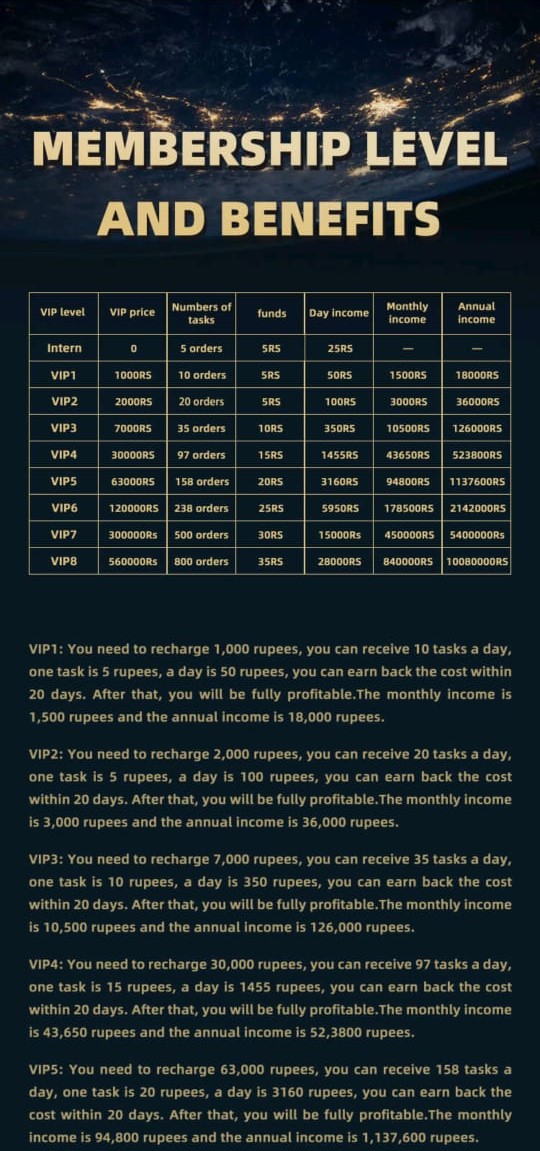 MEMBERSHIP LEVEL
AND BENEFITS
VIP level VIP price Numbers of tasks funds Day income Monthly income Annual income
Intern 0 5 orders 5RS 25RS — —
VIP1 1000RS 10 orders 5RS 50RS 1500RS 18000RS
VIP2 2000RS 20 orders 5RS 100RS 3000RS 36000RS
VIP3 7000RS 35 orders 10RS 350RS 10500RS 126000RS
VIP4 30000RS 97 orders 15RS 1455RS 43650RS 523800RS
VIP5 63000RS 158 orders 20RS 3160RS 94800RS 1137600RS
VIP6 120000RS 238 orders 25RS 5950RS 178500RS 2142000RS
VIP7 300000Rs 500 orders 30RS 15000Rs 450000RS 5400000Rs
VIP8 560000Rs 800 orders 35RS 28000RS 840000RS 10080000RS
VIP1: You need to recharge 1,000 rupees, you can receive 10 tasks a day,
one task is 5 rupees, a day is 50 rupees, you can earn back the cost within
20 days. After that, you will be fully profitable.The monthly income is
1,500 rupees and the annual income is 18,000 rupees.
VIP2: You need to recharge 2,000 rupees, you can receive 20 tasks a day,
one task is 5 rupees, a day is 100 rupees, you can earn back the cost
within 20 days. After that, you will be fully profitable.The monthly income
is 3,000 rupees and the annual income is 36,000 rupees.
VIP3: You need to recharge 7,000 rupees, you can receive 35 tasks a day,
one task is 10 rupees, a day is 350 rupees, you can earn back the cost
within 20 days. After that, you will be fully profitable.The monthly income
is 10,500 rupees and the annual income is 126,000 rupees.
VIP4: You need to recharge 30,000 rupees, you can receive 97 tasks a day,
one task is 15 rupees, a day is 1455 rupees, you can earn back the cost
within 20 days. After that, you will be fully profitable.The monthly income
is 43,650 rupees and the annual income is 52,3800 rupees.
VIP5: You need to recharge 63,000 rupees, you can receive 158 tasks a
day, one task is 20 rupees, a day is 3160 rupees, you can earn back the
cost within 20 days. After that, you will be fully profitable.The monthly
income is 94,800 rupees and the annual income is 1,137,600 rupees.